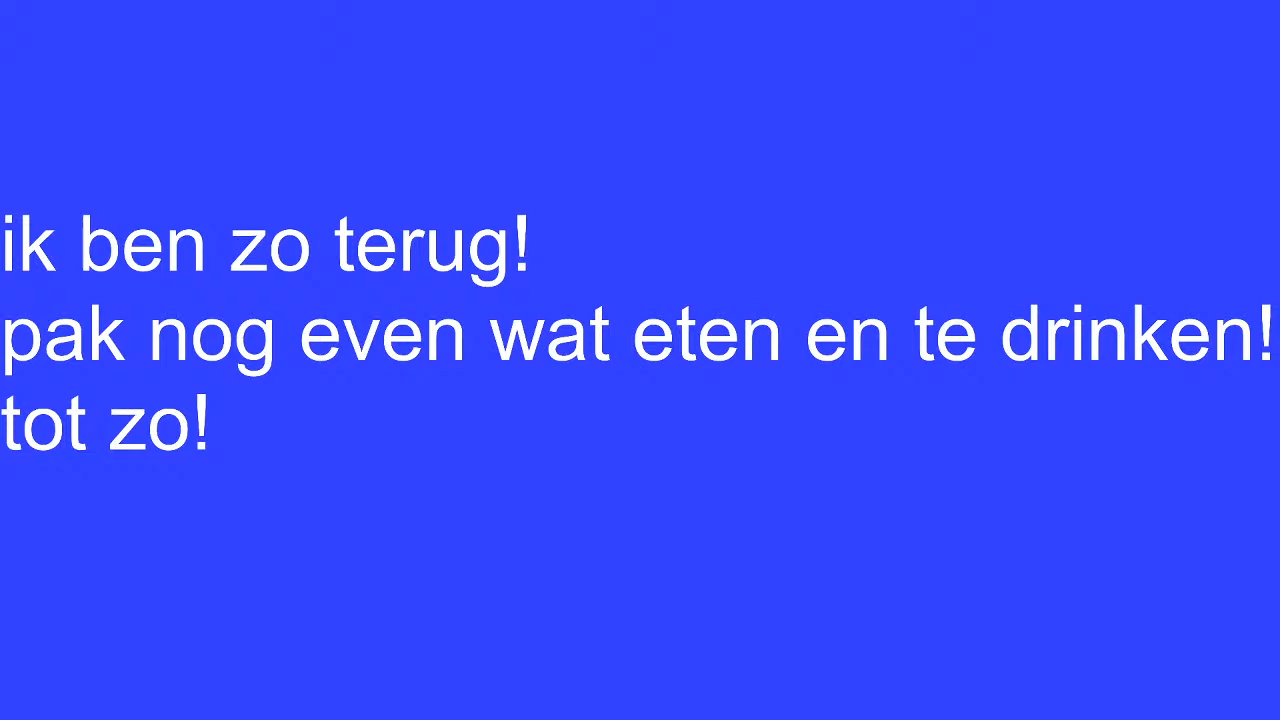 ik ben zo terug!
pak nog even wat eten en te drinken!
tot zo!